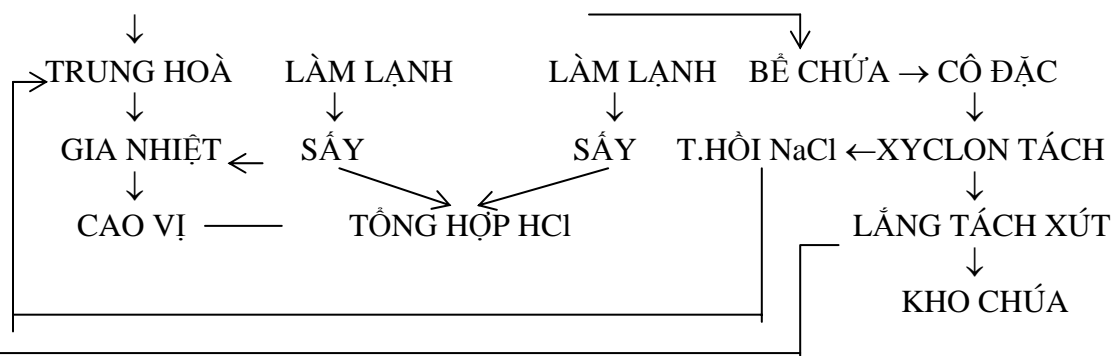 TRUNG HOÀ LÀM LẠNH LÀM LẠNH BỂ CHỨA → CÔ ĐẶC
GIA NHIỆT SẤY SẤY T.HỒI NaCl ←XYCLON TÁCH
CAO VỊ TỔNG HỢP HCl LẮNG TÁCH XÚT
KHO CHÚA